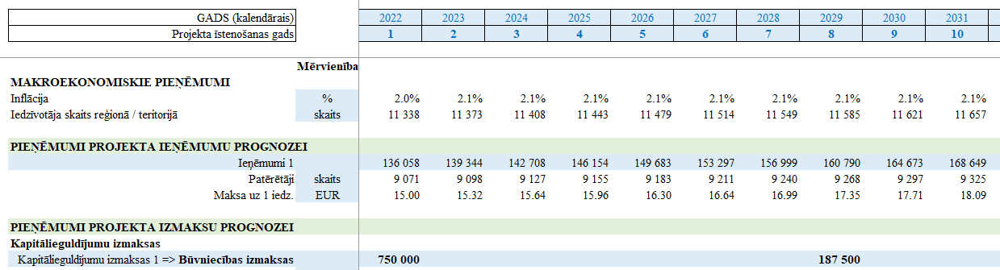 GADS (kalendārais) 2022 2023 2024 2025 2026 2027 2028 2029 2030 2031
Projekta īstenošanas gads 1 2 3 4 5 6 7 8 9 10
Mērvienība
MAKROEKONOMISKIE PIEŅĒMUMI
Inflācija % 2.0% 2.1% 2.1% 2.1% 2.1% 2.1% 2.1% 2.1% 2.1% 2.1%
Iedzīvotāja skaits reģionā / teritorijā skaits 11 338 11 373 11 408 11 443 11 479 11 514 11 549 11 585 11 621 11 657
PIEŅĒMUMI PROJEKTA IEŅĒMUMU PROGNOZEI
Ieņēmumi 1 136 058 139 344 142 708 146 154 149 683 153 297 156 999 160 790 164 673 168 649
Patērētāji skaits 9 071 9 098 9 127 9 155 9 183 9 211 9 240 9 268 9 297 9 325
Maksa uz 1 iedz. EUR 15.00 15.32 15.64 15.96 16.30 16.64 16.99 17.35 17.71 18.09
PIEŅĒMUMI PROJEKTA IZMAKSU PROGNOZEI
Kapitālieguldījumu izmaksas
Kapitālieguldījumu izmaksas 1 => Būvniecības izmaksas 750 000 187 500